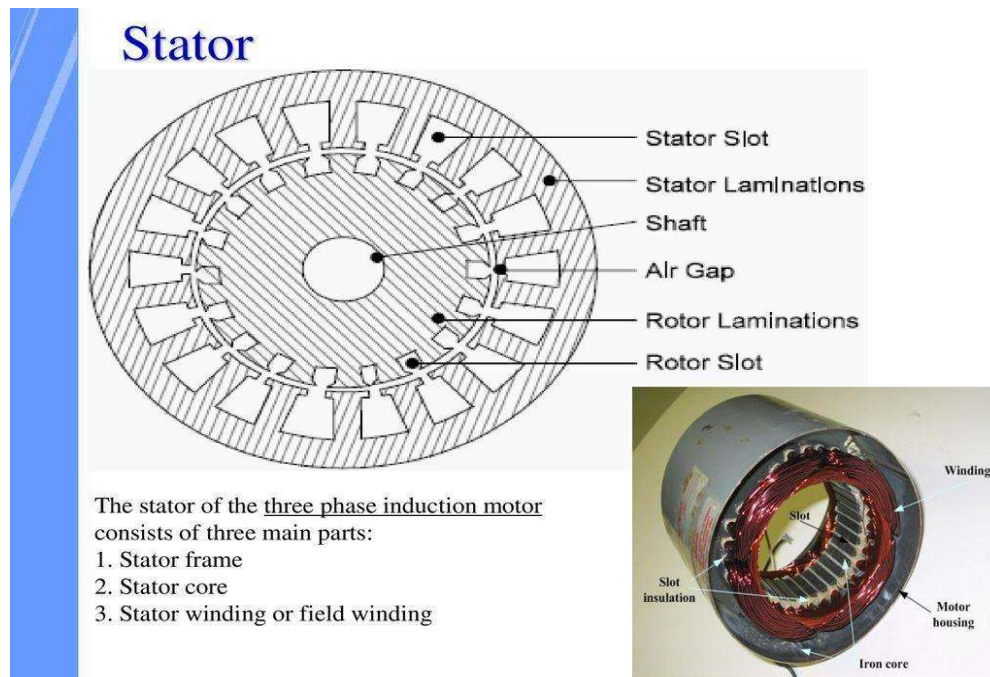 Stator
Stator Slot
Stator Laminations
Shaft
Air Gap
Rotor Laminations
Rotor Slot
The stator of the three phase induction motor
consists of three main parts:
1. Stator frame
2. Stator core
3. Stator winding or field winding
Winding
Slot
Slot
insulation
Motor
housing
Iron core